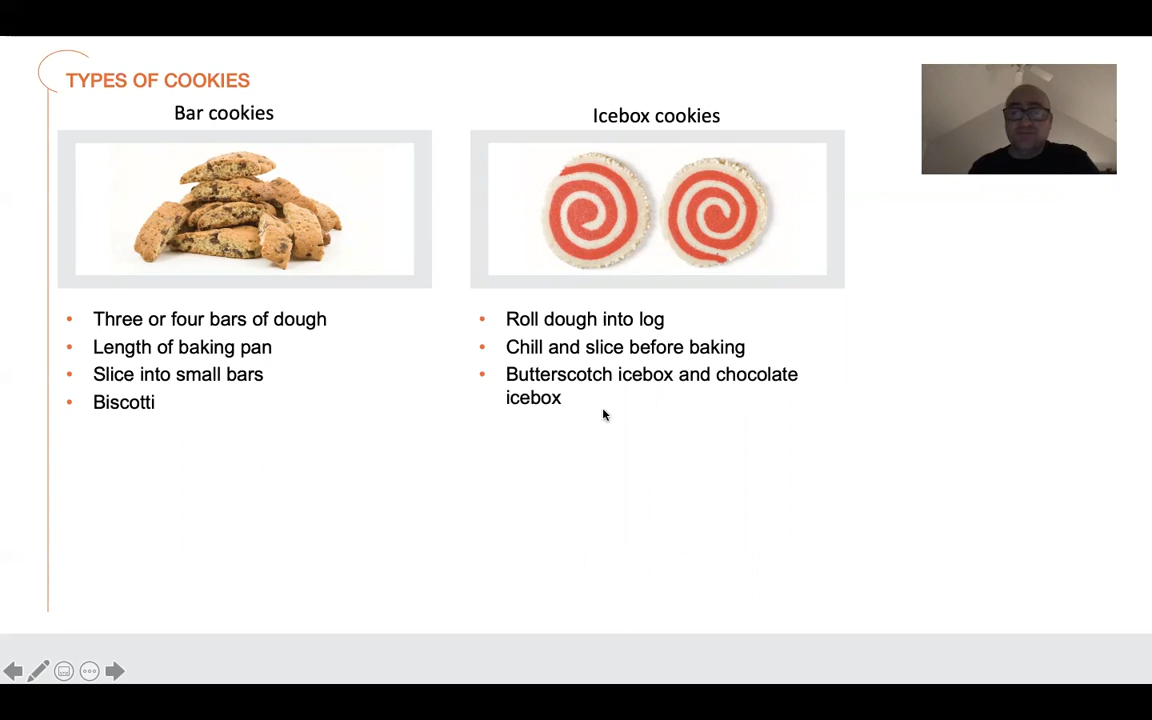 TYPES OF COOKIES
Bar cookies
Three or four bars of dough
Length of baking pan
Slice into small bars
Biscotti
Icebox cookies
Roll dough into log
Chill and slice before baking
Butterscotch icebox and chocolate
icebox